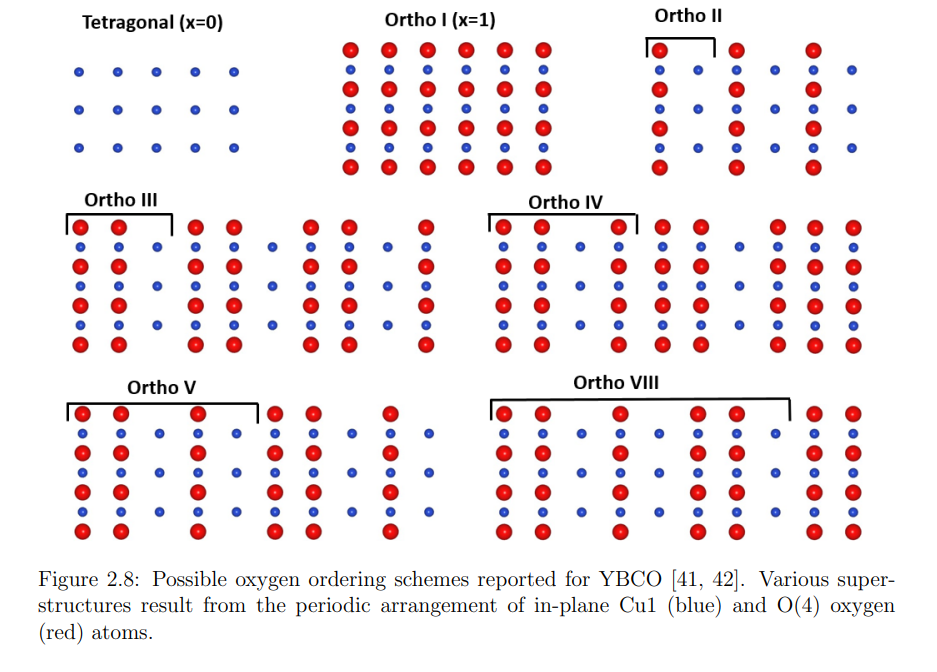 Tetragonal (x=0)
Ortho I (x=1)
Ortho II
Ortho III
Ortho IV
Ortho V
Ortho VIII
Figure 2.8: Possible oxygen ordering schemes reported for YBCO [41, 42]. Various super-
structures result from the periodic arrangement of in-plane Cu1 (blue) and O(4) oxygen
(red) atoms.